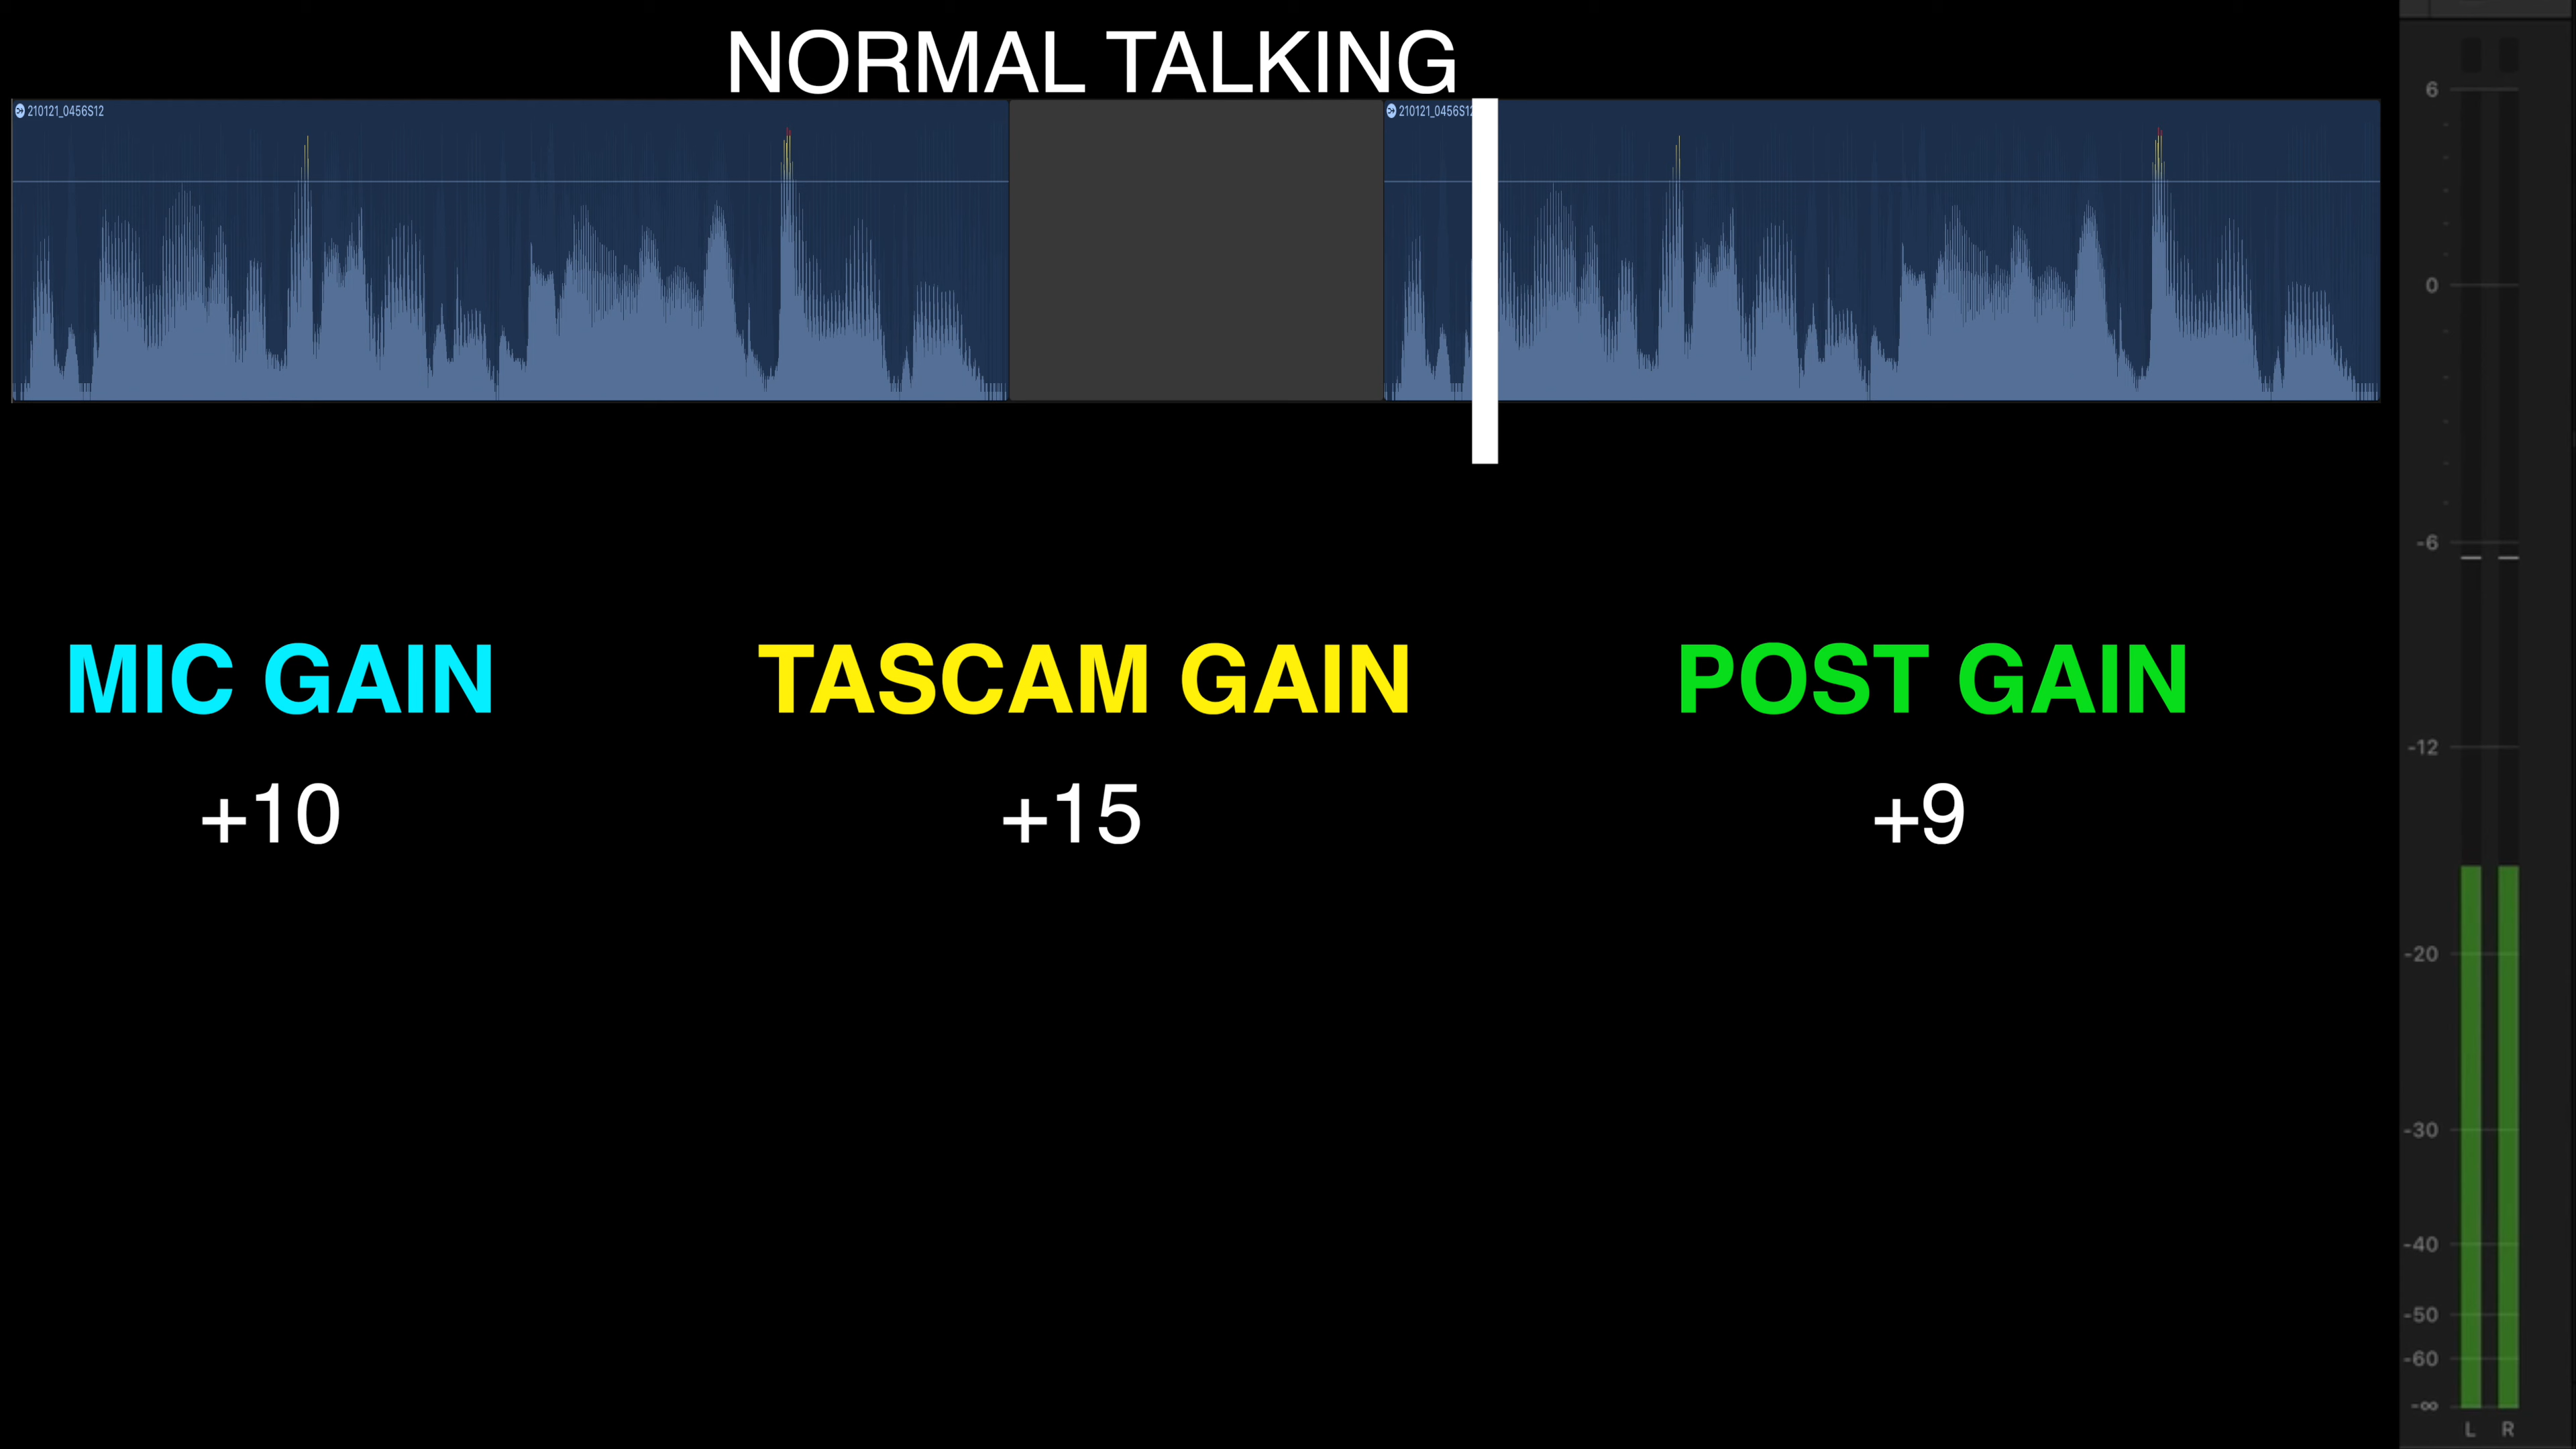 NORMAL TALKING
210121_0456S12
210121_0456S12
6
0
-6
MIC GAIN
TASCAM GAIN
POST GAIN
-12
+10
+15
+9
-20
-30
-40
-50
-60
-∞
L R